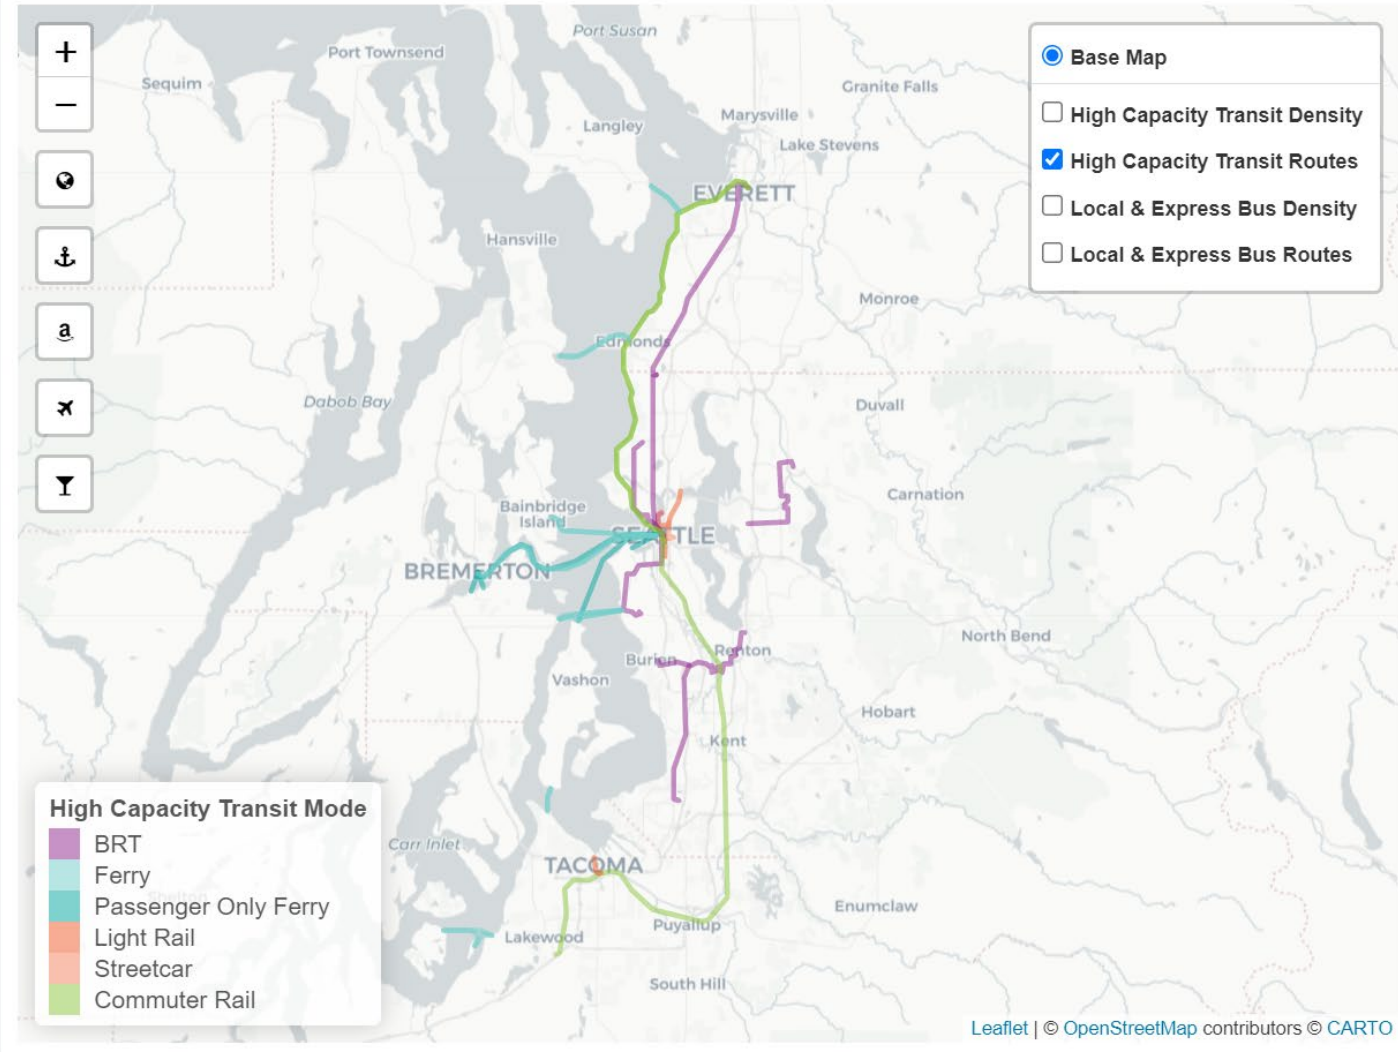 +
−
a
Base Map
High Capacity Transit Density
High Capacity Transit Routes
Local & Express Bus Density
Local & Express Bus Routes
Port Susan
Port Townsend
Sequim
Granite Falls
Marysville
Langley
Lake Stevens
EVERETT
Hansville
Monroe
Edmonds
Dabob Bay
Duvall
Carnation
Bainbridge
Island
SEATTLE
BREMERTON
North Bend
Renton
Burien
Vashon
Hobart
Kent
Carr Inlet
TACOMA
Enumclaw
Puyallup
Lakewood
South Hill
High Capacity Transit Mode
BRT
Ferry
Passenger Only Ferry
Light Rail
Streetcar
Commuter Rail
Leaflet | © OpenStreetMap contributors © CARTO